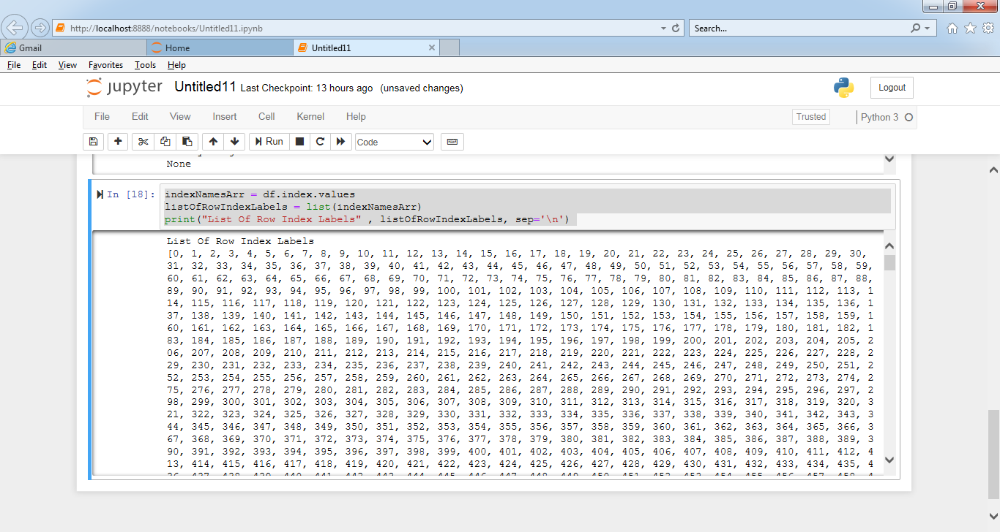 http://localhost:8888/notebooks/Untitled11.ipynb
Search...
Gmail
Home
Untitled11
File Edit View Favorites Tools Help
jupyter Untitled11 Last Checkpoint: 13 hours ago (unsaved changes)
Logout
File Edit View Insert Cell Kernel Help
Trusted
Python 3
Run
Code
None
In [18]:
indexNamesArr = df.index.values
listOfRowIndexLabels = list(indexNamesArr)
print("List Of Row Index Labels" , listOfRowIndexLabels, sep='\n')
List Of Row Index Labels
[0, 1, 2, 3, 4, 5, 6, 7, 8, 9, 10, 11, 12, 13, 14, 15, 16, 17, 18, 19, 20, 21, 22, 23, 24, 25, 26, 27, 28, 29, 30,
31, 32, 33, 34, 35, 36, 37, 38, 39, 40, 41, 42, 43, 44, 45, 46, 47, 48, 49, 50, 51, 52, 53, 54, 55, 56, 57, 58, 59,
60, 61, 62, 63, 64, 65, 66, 67, 68, 69, 70, 71, 72, 73, 74, 75, 76, 77, 78, 79, 80, 81, 82, 83, 84, 85, 86, 87, 88,
89, 90, 91, 92, 93, 94, 95, 96, 97, 98, 99, 100, 101, 102, 103, 104, 105, 106, 107, 108, 109, 110, 111, 112, 113, 1
14, 115, 116, 117, 118, 119, 120, 121, 122, 123, 124, 125, 126, 127, 128, 129, 130, 131, 132, 133, 134, 135, 136, 1
37, 138, 139, 140, 141, 142, 143, 144, 145, 146, 147, 148, 149, 150, 151, 152, 153, 154, 155, 156, 157, 158, 159, 1
60, 161, 162, 163, 164, 165, 166, 167, 168, 169, 170, 171, 172, 173, 174, 175, 176, 177, 178, 179, 180, 181, 182, 1
83, 184, 185, 186, 187, 188, 189, 190, 191, 192, 193, 194, 195, 196, 197, 198, 199, 200, 201, 202, 203, 204, 205, 2
06, 207, 208, 209, 210, 211, 212, 213, 214, 215, 216, 217, 218, 219, 220, 221, 222, 223, 224, 225, 226, 227, 228, 2
29, 230, 231, 232, 233, 234, 235, 236, 237, 238, 239, 240, 241, 242, 243, 244, 245, 246, 247, 248, 249, 250, 251, 2
52, 253, 254, 255, 256, 257, 258, 259, 260, 261, 262, 263, 264, 265, 266, 267, 268, 269, 270, 271, 272, 273, 274, 2
75, 276, 277, 278, 279, 280, 281, 282, 283, 284, 285, 286, 287, 288, 289, 290, 291, 292, 293, 294, 295, 296, 297, 2
98, 299, 300, 301, 302, 303, 304, 305, 306, 307, 308, 309, 310, 311, 312, 313, 314, 315, 316, 317, 318, 319, 320, 3
21, 322, 323, 324, 325, 326, 327, 328, 329, 330, 331, 332, 333, 334, 335, 336, 337, 338, 339, 340, 341, 342, 343, 3
44, 345, 346, 347, 348, 349, 350, 351, 352, 353, 354, 355, 356, 357, 358, 359, 360, 361, 362, 363, 364, 365, 366, 3
67, 368, 369, 370, 371, 372, 373, 374, 375, 376, 377, 378, 379, 380, 381, 382, 383, 384, 385, 386, 387, 388, 389, 3
90, 391, 392, 393, 394, 395, 396, 397, 398, 399, 400, 401, 402, 403, 404, 405, 406, 407, 408, 409, 410, 411, 412, 4
13, 414, 415, 416, 417, 418, 419, 420, 421, 422, 423, 424, 425, 426, 427, 428, 429, 430, 431, 432, 433, 434, 435, 4